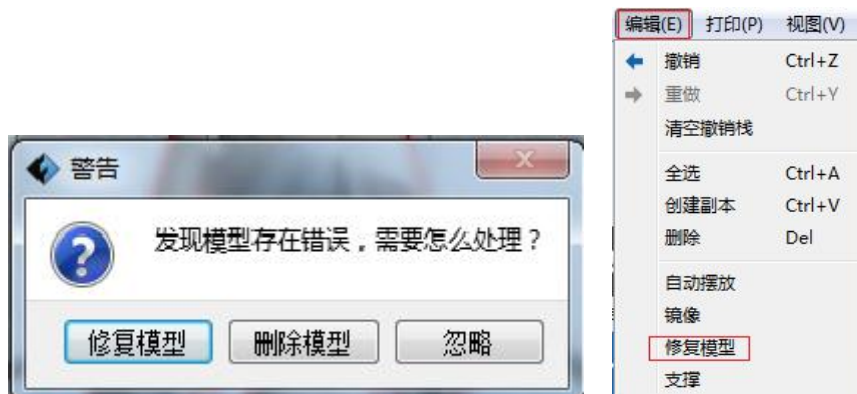 警告
发现模型存在错误，需要怎么处理？
修复模型 删除模型 忽略
编辑(E) 打印(P) 视图(V)
撤销 Ctrl+Z
重做 Ctrl+Y
清空撤销栈
全选 Ctrl+A
创建副本 Ctrl+V
删除 Del
自动摆放
镜像
修复模型
支撑